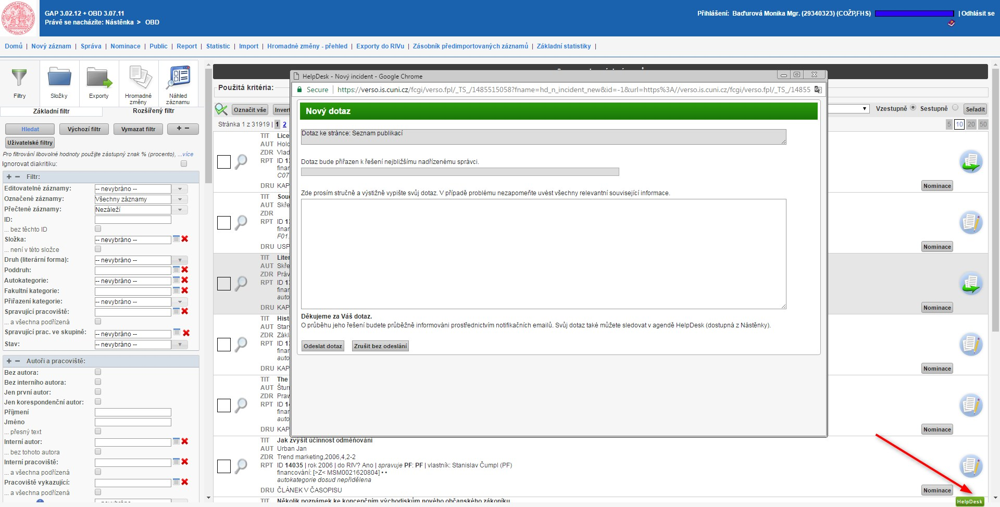 GAP 3.02.12 + OBD 3.07.11
Právě se nacházíte: Nástěnka > OBD
Přihlášení: Baďurová Monika Mgr. (29340323) (COŽP,FHS) | Odhlásit se
Domů | Nový záznam | Správa | Nominace | Public | Report | Statistic | Import | Hromadné změny - přehled | Exporty do RIVu | Zásobník předimportovaných záznamů | Základní statistiky |
Filtry
Složky
Exporty
Hromadné změny
Náhled záznamu
Základní filtr
Rozšířený filtr
Hledat
Výchozí filtr
Vymazat filtr
+ −
Uživatelské filtry
Pro filtrování libovolné hodnoty použijte zástupný znak % (procento), ...více
Ignorovat diakritiku:
+ − Filtr:
Editovatelné záznamy: -- nevybráno --
Označené záznamy: Všechny záznamy
Přečtené záznamy: Nezáleží
ID:
... bez těchto ID
Složka: -- nevybráno --
... není v této složce
Druh (literární forma): -- nevybráno --
Poddruh:
Autokategorie: -- nevybráno --
Fakultní kategorie:
Přiřazení kategorie: -- nevybráno --
Spravující pracoviště:
... a všechna podřízená
Spravující prac. ve skupině: -- nevybráno --
Stav: -- nevybráno --
+ − Autoři a pracoviště:
Bez autora:
Bez interního autora:
Jen první autor:
Jen korespondenční autor:
Příjmení
Jméno
... přesný text
Interní autor:
... bez tohoto autora
Interní pracoviště:
... a všechna podřízená
Pracoviště vykazující:
... a všechna podřízená
Použitá kritéria:
Označit vše
Invert
Vzestupně Sestupně Seřadit
Stránka 1 z 31919 | 1 2
5 10 20 50
TIT Lice
AUT Holc
ZDR Vlad
RPT ID 1
finan
C07
DRU KAP
Nominace
TIT Souč
AUT Skře
ZDR
RPT ID 1
finan
F01.
DRU USP
Nominace
TIT Liter
AUT Skře
ZDR Práv
RPT ID 1
finan
auto
DRU KAP
Nominace
TIT Hist
AUT Star
ZDR Zákl
RPT ID 1
finan
auto
DRU KAP
Nominace
TIT The
AUT Štur
ZDR Prav
RPT ID 1
finan
auto
DRU KAP
Nominace
TIT Jak zvýšit účinnost odměňování
AUT Urban Jan
ZDR Trend marketing,2006,4,2-2
RPT ID 14035 | rok 2006 | do RIV? Ano | spravuje PF: PF | vlastník: Stanislav Čumpl (PF)
financování: [>Z< MSM0021620804] • •
autokategorie dosud nepřidělena
DRU ČLÁNEK V ČASOPISU
Nominace
TIT Několik poznámek ke koncepčním východiskům nového občanského zákoníku
HelpDesk
HelpDesk - Nový incident - Google Chrome
Secure | https://verso.is.cuni.cz/fcgi/verso.fpl/_TS_/1485515058?fname=hd_n_incident_new&id=-1&url=https%3A//verso.is.cuni.cz/fcgi/verso.fpl/_TS_/14855
Nový dotaz
Dotaz ke stránce: Seznam publikací
Dotaz bude přiřazen k řešení nejbližšímu nadřízenému správci.
Zde prosím stručně a výstižně vypište svůj dotaz. V případě problému nezapomeňte uvést všechny relevantní související informace.
Děkujeme za Váš dotaz.
O průběhu jeho řešení budete průběžně informováni prostřednictvím notifikačních emailů. Svůj dotaz také můžete sledovat v agendě HelpDesk (dostupná z Nástěnky).
Odeslat dotaz
Zrušit bez odeslání